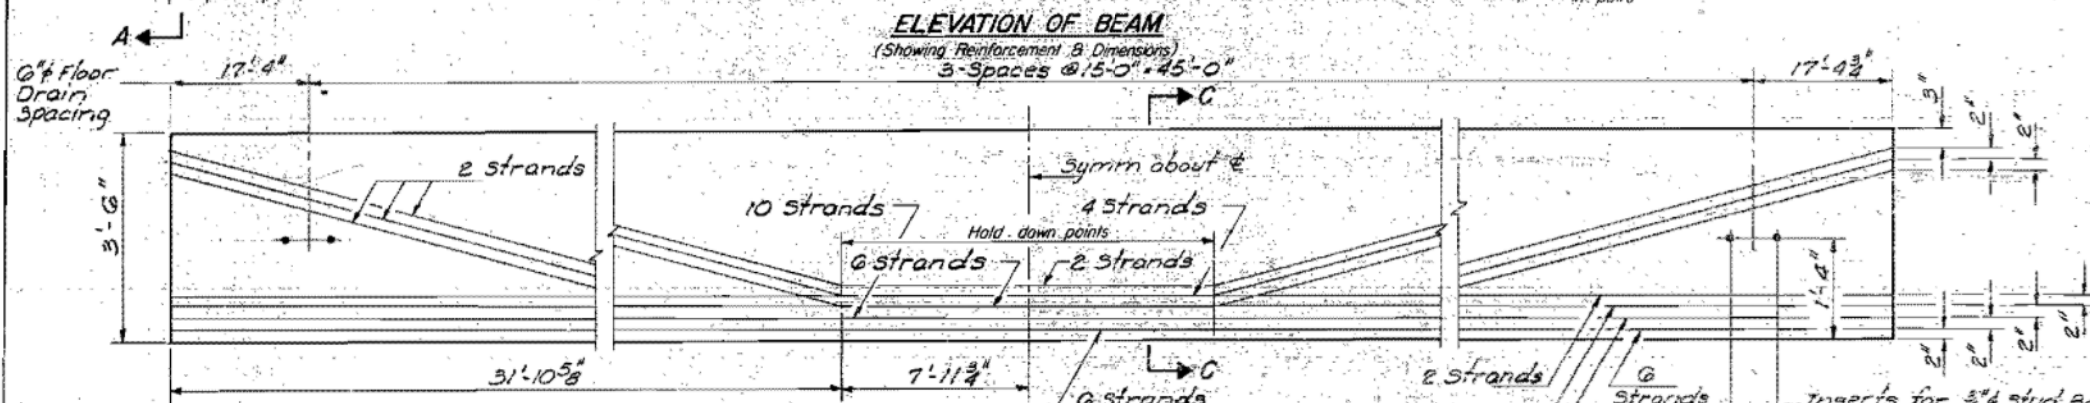 ELEVATION OF BEAM
(Showing Reinforcement & Dimensions)
A
6"φ Floor
Drain
Spacing
17'-4"
3-Spaces @ 15'-0" = 45'-0"
17'-4¾"
C
3"
2"
2"
3'-6"
2 Strands
Symm about ℄
10 Strands
4 Strands
Hold down points
6 Strands
2 Strands
1'-4"
2"
2"
2"
2"
31'-10⅝"
7'-11¾"
C
2 Strands
6
Strands
Strands
Inserts for